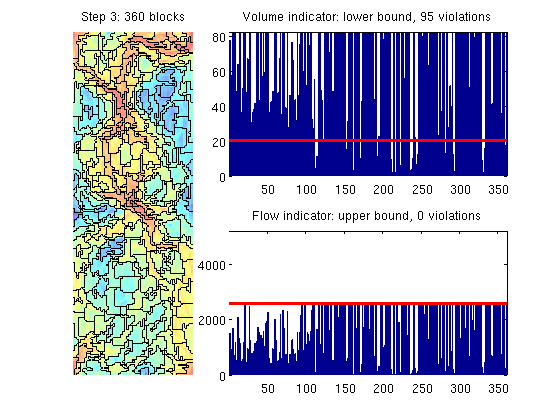 Step 3: 360 blocks
Volume indicator: lower bound, 95 violations
80
60
40
20
0
50 100 150 200 250 300 350
Flow indicator: upper bound, 0 violations
4000
2000
0
50 100 150 200 250 300 350